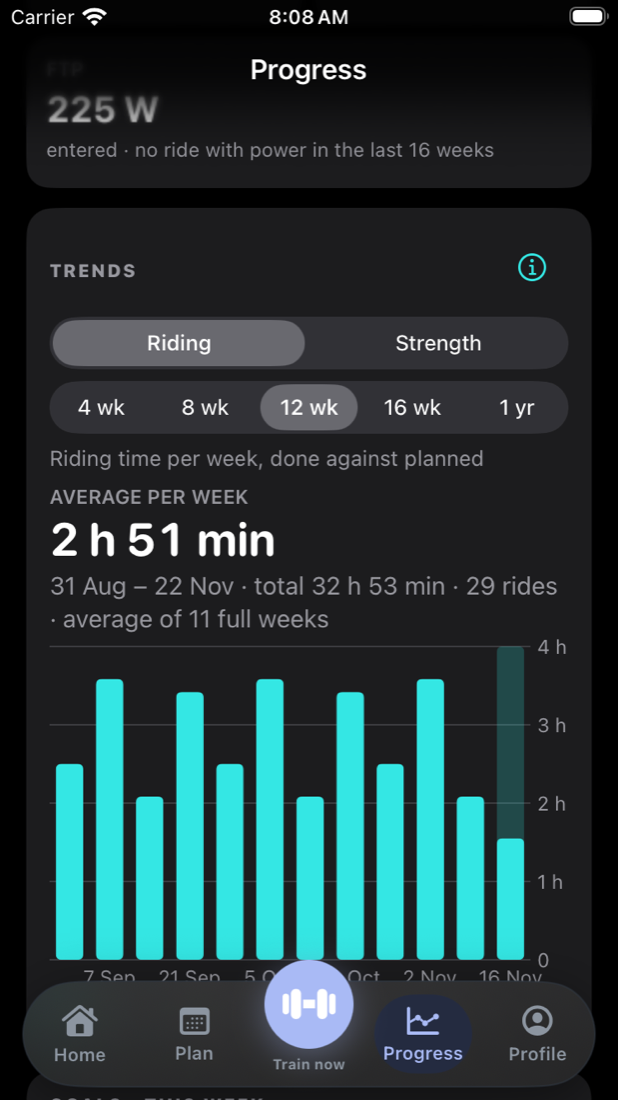 Carrier 8:08 AM
Progress
FTP
225 W
entered · no ride with power in the last 16 weeks
TRENDS
Riding Strength
4 wk 8 wk 12 wk 16 wk 1 yr
Riding time per week, done against planned
AVERAGE PER WEEK
2 h 51 min
31 Aug – 22 Nov · total 32 h 53 min · 29 rides
· average of 11 full weeks
4 h
3 h
2 h
1 h
0
7 Sep 21 Sep 5 Oct 2 Nov 16 Nov
Home Plan Train now Progress Profile